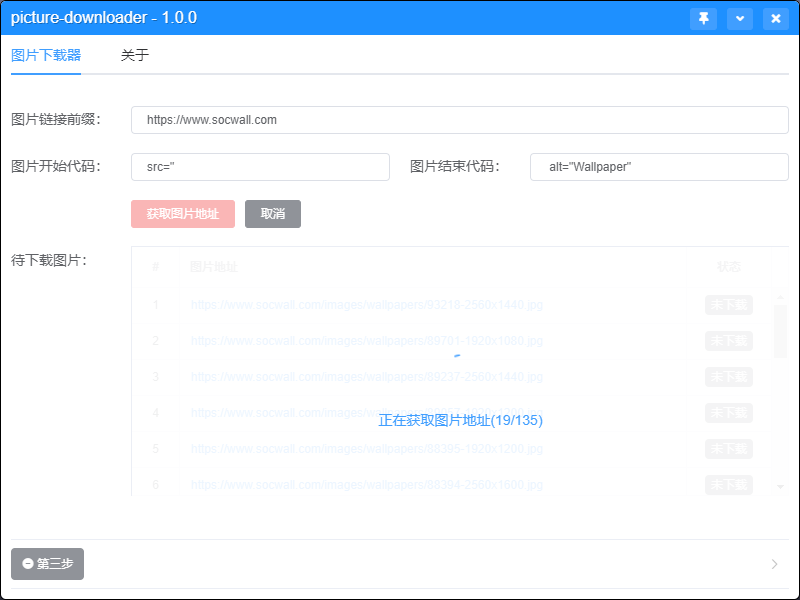 picture-downloader - 1.0.0
图片下载器 关于
图片链接前缀: https://www.socwall.com
图片开始代码: src=" 图片结束代码: alt="Wallpaper"
获取图片地址 取消
待下载图片:
# 图片地址 状态
1 https://www.socwall.com/images/wallpapers/93218-2560x1440.jpg 未下载
2 https://www.socwall.com/images/wallpapers/89701-1920x1080.jpg 未下载
3 https://www.socwall.com/images/wallpapers/89237-2560x1440.jpg 未下载
4 https://www.socwall.com/images/ 未下载
正在获取图片地址(19/135)
5 https://www.socwall.com/images/wallpapers/88395-1920x1200.jpg 未下载
6 https://www.socwall.com/images/wallpapers/88394-2560x1600.jpg 未下载
第三步